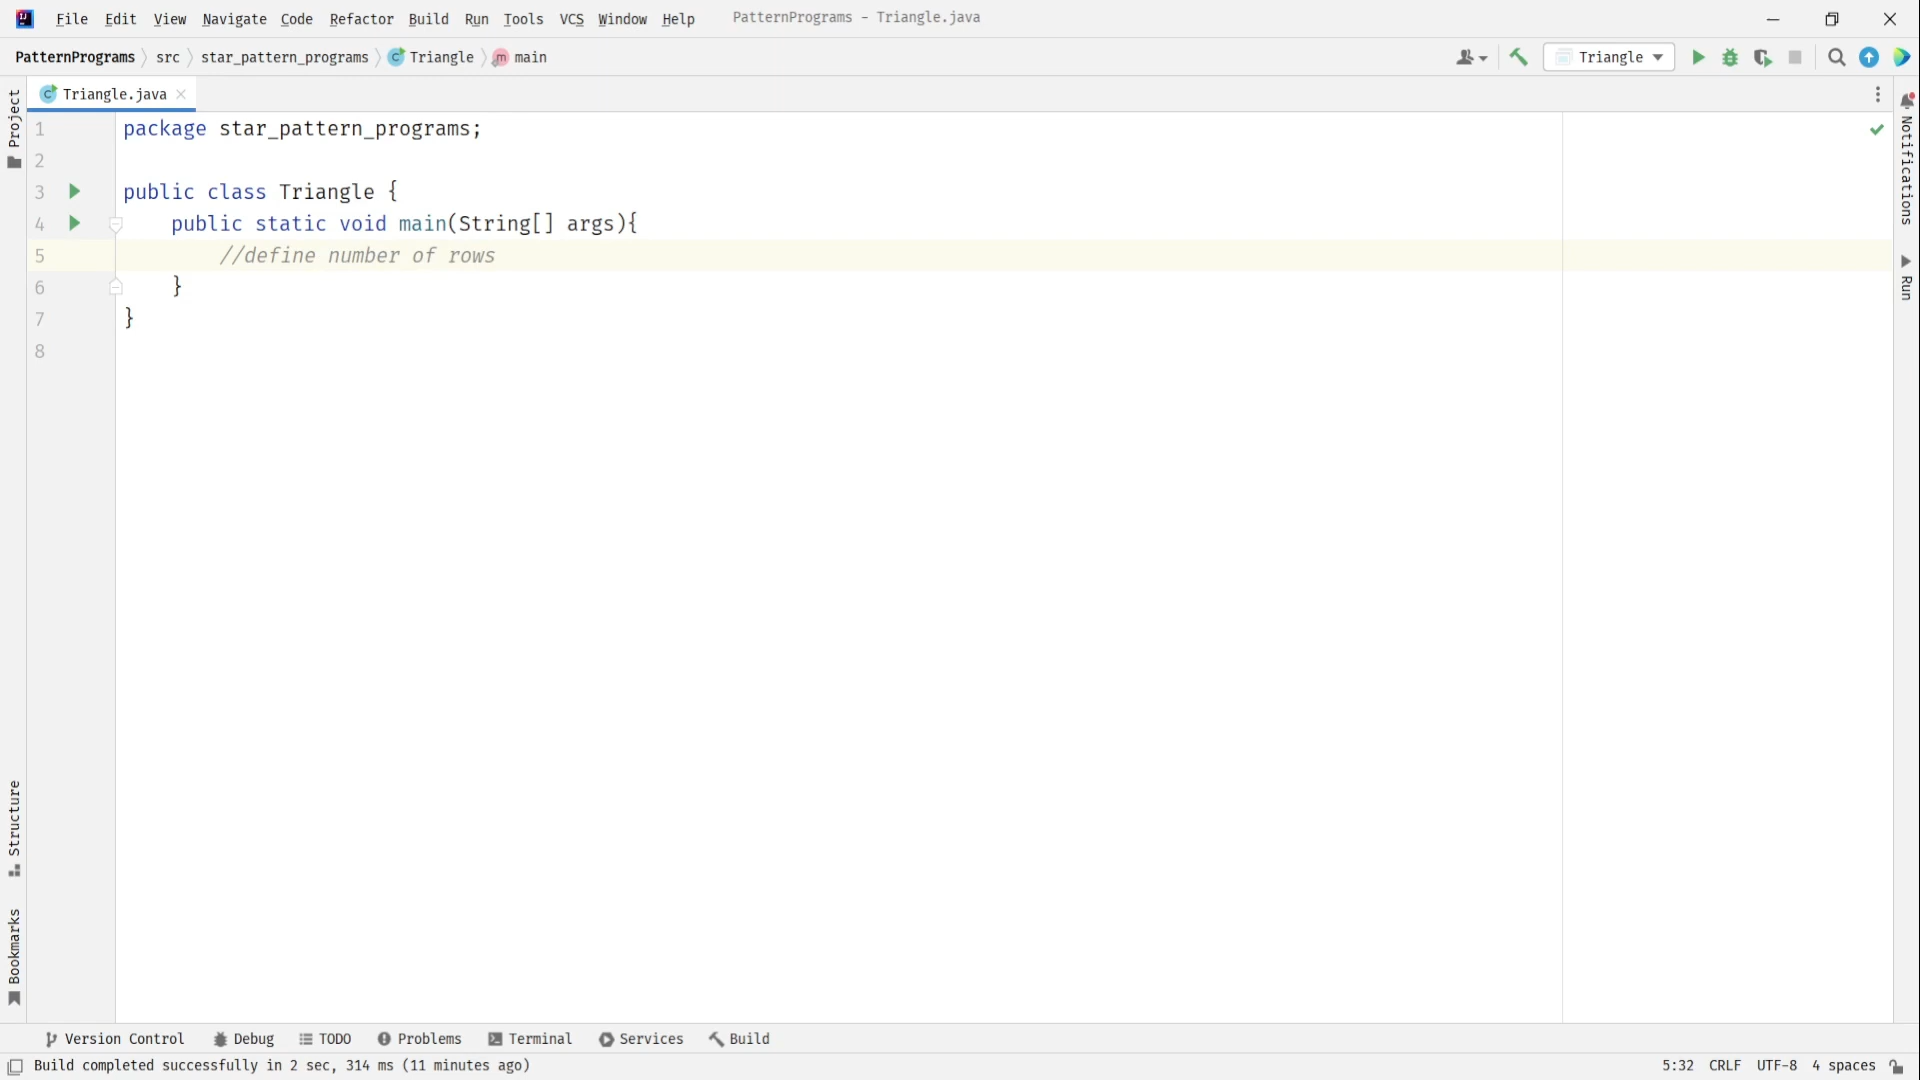 File Edit View Navigate Code Refactor Build Run Tools VCS Window Help PatternPrograms - Triangle.java
PatternPrograms src star_pattern_programs Triangle main Triangle
Triangle.java
Project
Structure
Bookmarks
1 package star_pattern_programs;
2
3 public class Triangle {
4 public static void main(String[] args){
5 //define number of rows
6 }
7 }
8
Notifications
Run
Version Control Debug TODO Problems Terminal Services Build
Build completed successfully in 2 sec, 314 ms (11 minutes ago) 5:32 CRLF UTF-8 4 spaces